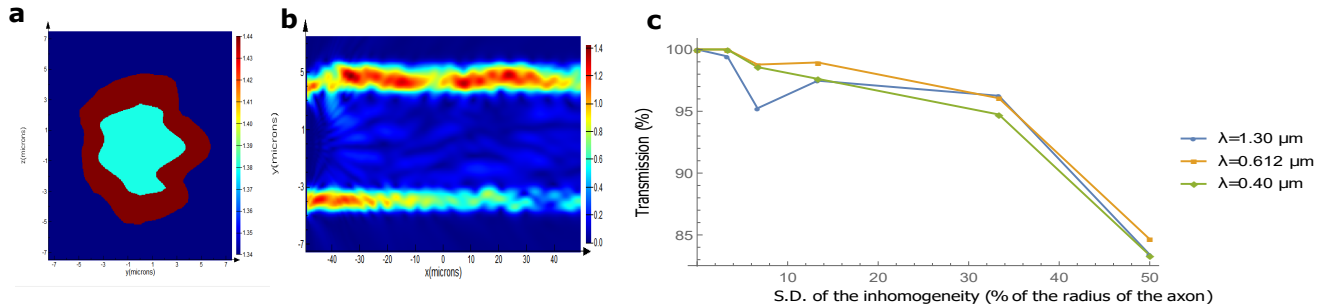 a
z(microns)
7
5
3
1
-1
-3
-5
-7
-7 -5 -3 -1 1 3 5 7
y(microns)
1.44
1.43
1.42
1.41
1.40
1.39
1.38
1.37
1.36
1.35
1.34
b
y(microns)
5
1
-3
-7
-40 -30 -20 -10 0 10 20 30 40
x(microns)
1.4
1.2
1.0
0.8
0.6
0.4
0.2
0.0
c
Transmission (%)
100
95
90
85
10 20 30 40 50
S.D. of the inhomogeneity (% of the radius of the axon)
λ=1.30 µm
λ=0.612 µm
λ=0.40 µm